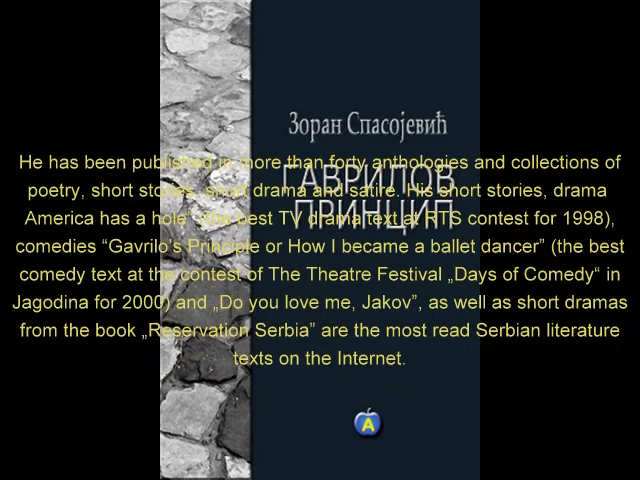 Зоран Спасојевић
ГАВРИЛОВ
ПРИНЦИП
He has been published in more than forty anthologies and collections of
poetry, short stories, short drama and satire. His short stories, drama
America has a hole” (the best TV drama text at RTS contest for 1998),
comedies “Gavrilo’s Principle or How I became a ballet dancer” (the best
comedy text at the contest of The Theatre Festival „Days of Comedy“ in
Jagodina for 2000) and „Do you love me, Jakov”, as well as short dramas
from the book „Reservation Serbia” are the most read Serbian literature
texts on the Internet.
A